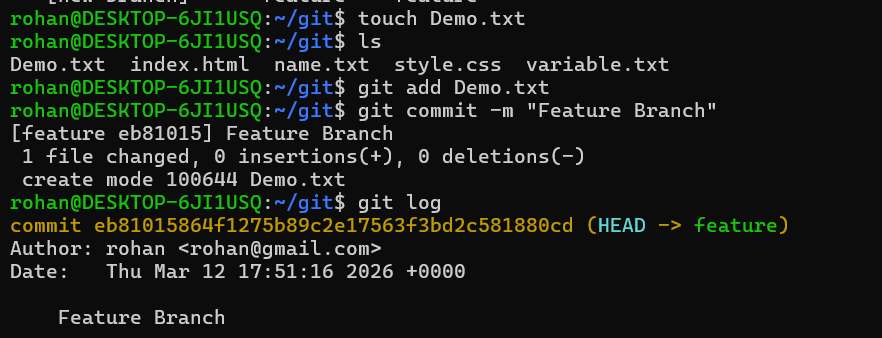 rohan@DESKTOP-6JI1USQ:~/git$ touch Demo.txt
rohan@DESKTOP-6JI1USQ:~/git$ ls
Demo.txt  index.html  name.txt  style.css  variable.txt
rohan@DESKTOP-6JI1USQ:~/git$ git add Demo.txt
rohan@DESKTOP-6JI1USQ:~/git$ git commit -m "Feature Branch"
[feature eb81015] Feature Branch
 1 file changed, 0 insertions(+), 0 deletions(-)
 create mode 100644 Demo.txt
rohan@DESKTOP-6JI1USQ:~/git$ git log
commit eb81015864f1275b89c2e17563f3bd2c581880cd (HEAD -> feature)
Author: rohan <rohan@gmail.com>
Date:   Thu Mar 12 17:51:16 2026 +0000

    Feature Branch